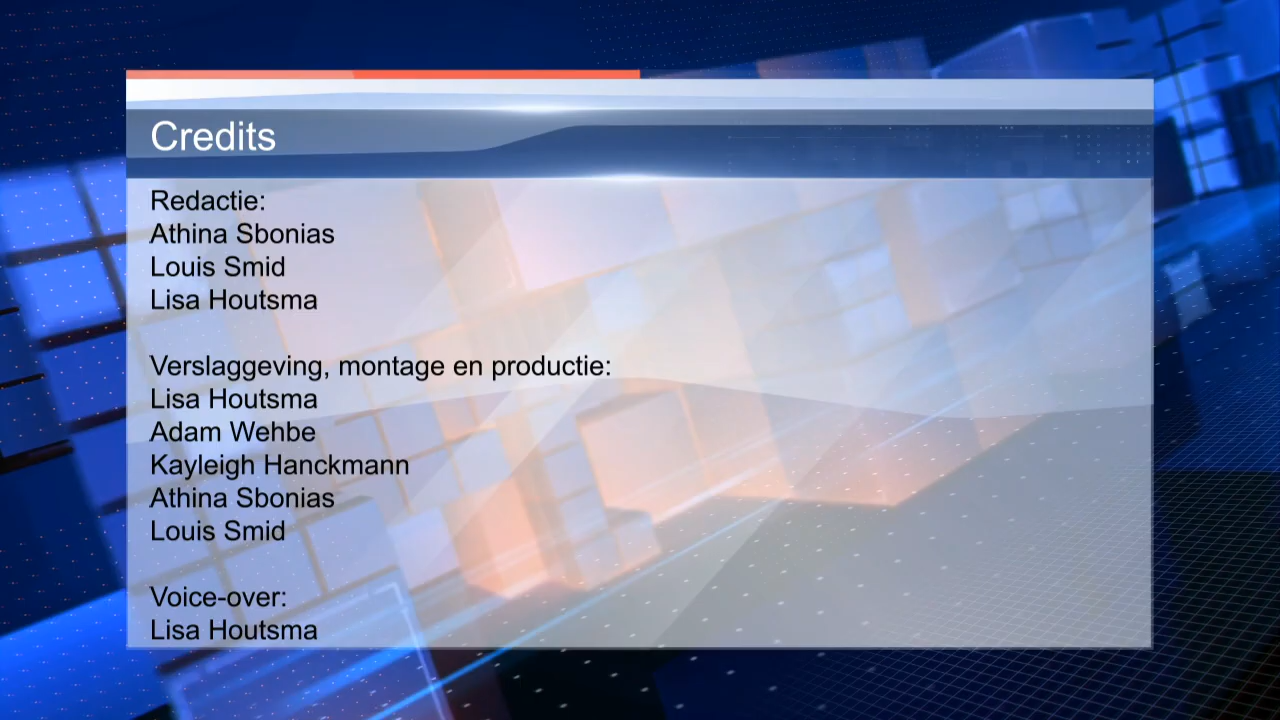 Credits
Redactie:
Athina Sbonias
Louis Smid
Lisa Houtsma
Verslaggeving, montage en productie:
Lisa Houtsma
Adam Wehbe
Kayleigh Hanckmann
Athina Sbonias
Louis Smid
Voice-over:
Lisa Houtsma